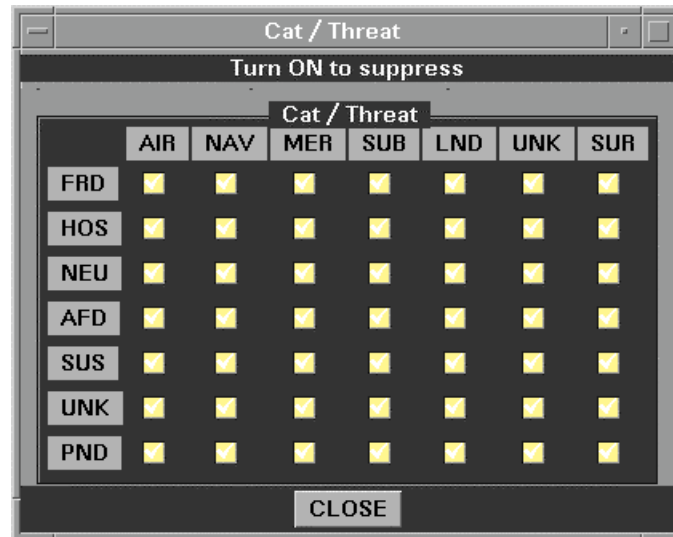 Cat / Threat
Turn ON to suppress
Cat / Threat
AIR NAV MER SUB LND UNK SUR
FRD
HOS
NEU
AFD
SUS
UNK
PND
CLOSE